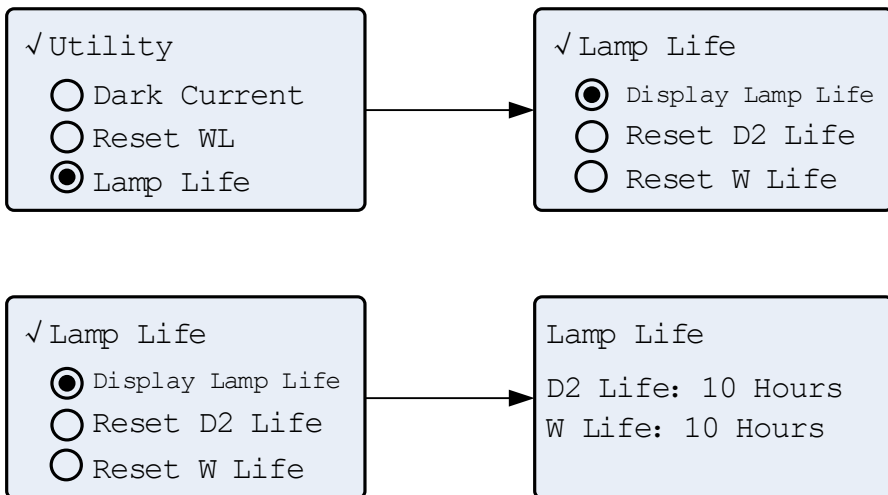 √Utility
Dark Current
Reset WL
Lamp Life
√Lamp Life
Display Lamp Life
Reset D2 Life
Reset W Life
√Lamp Life
Display Lamp Life
Reset D2 Life
Reset W Life
Lamp Life
D2 Life: 10 Hours
W Life: 10 Hours